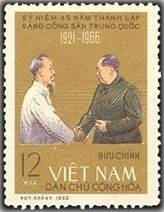 KỶ NIỆM 45 NĂM THÀNH LẬP
ĐẢNG CỘNG SẢN TRUNG QUỐC
1921-1966
BƯU CHÍNH
12 XU
VIỆT NAM
DÂN CHỦ CỘNG HÒA
HUY-KHÁNH 1966